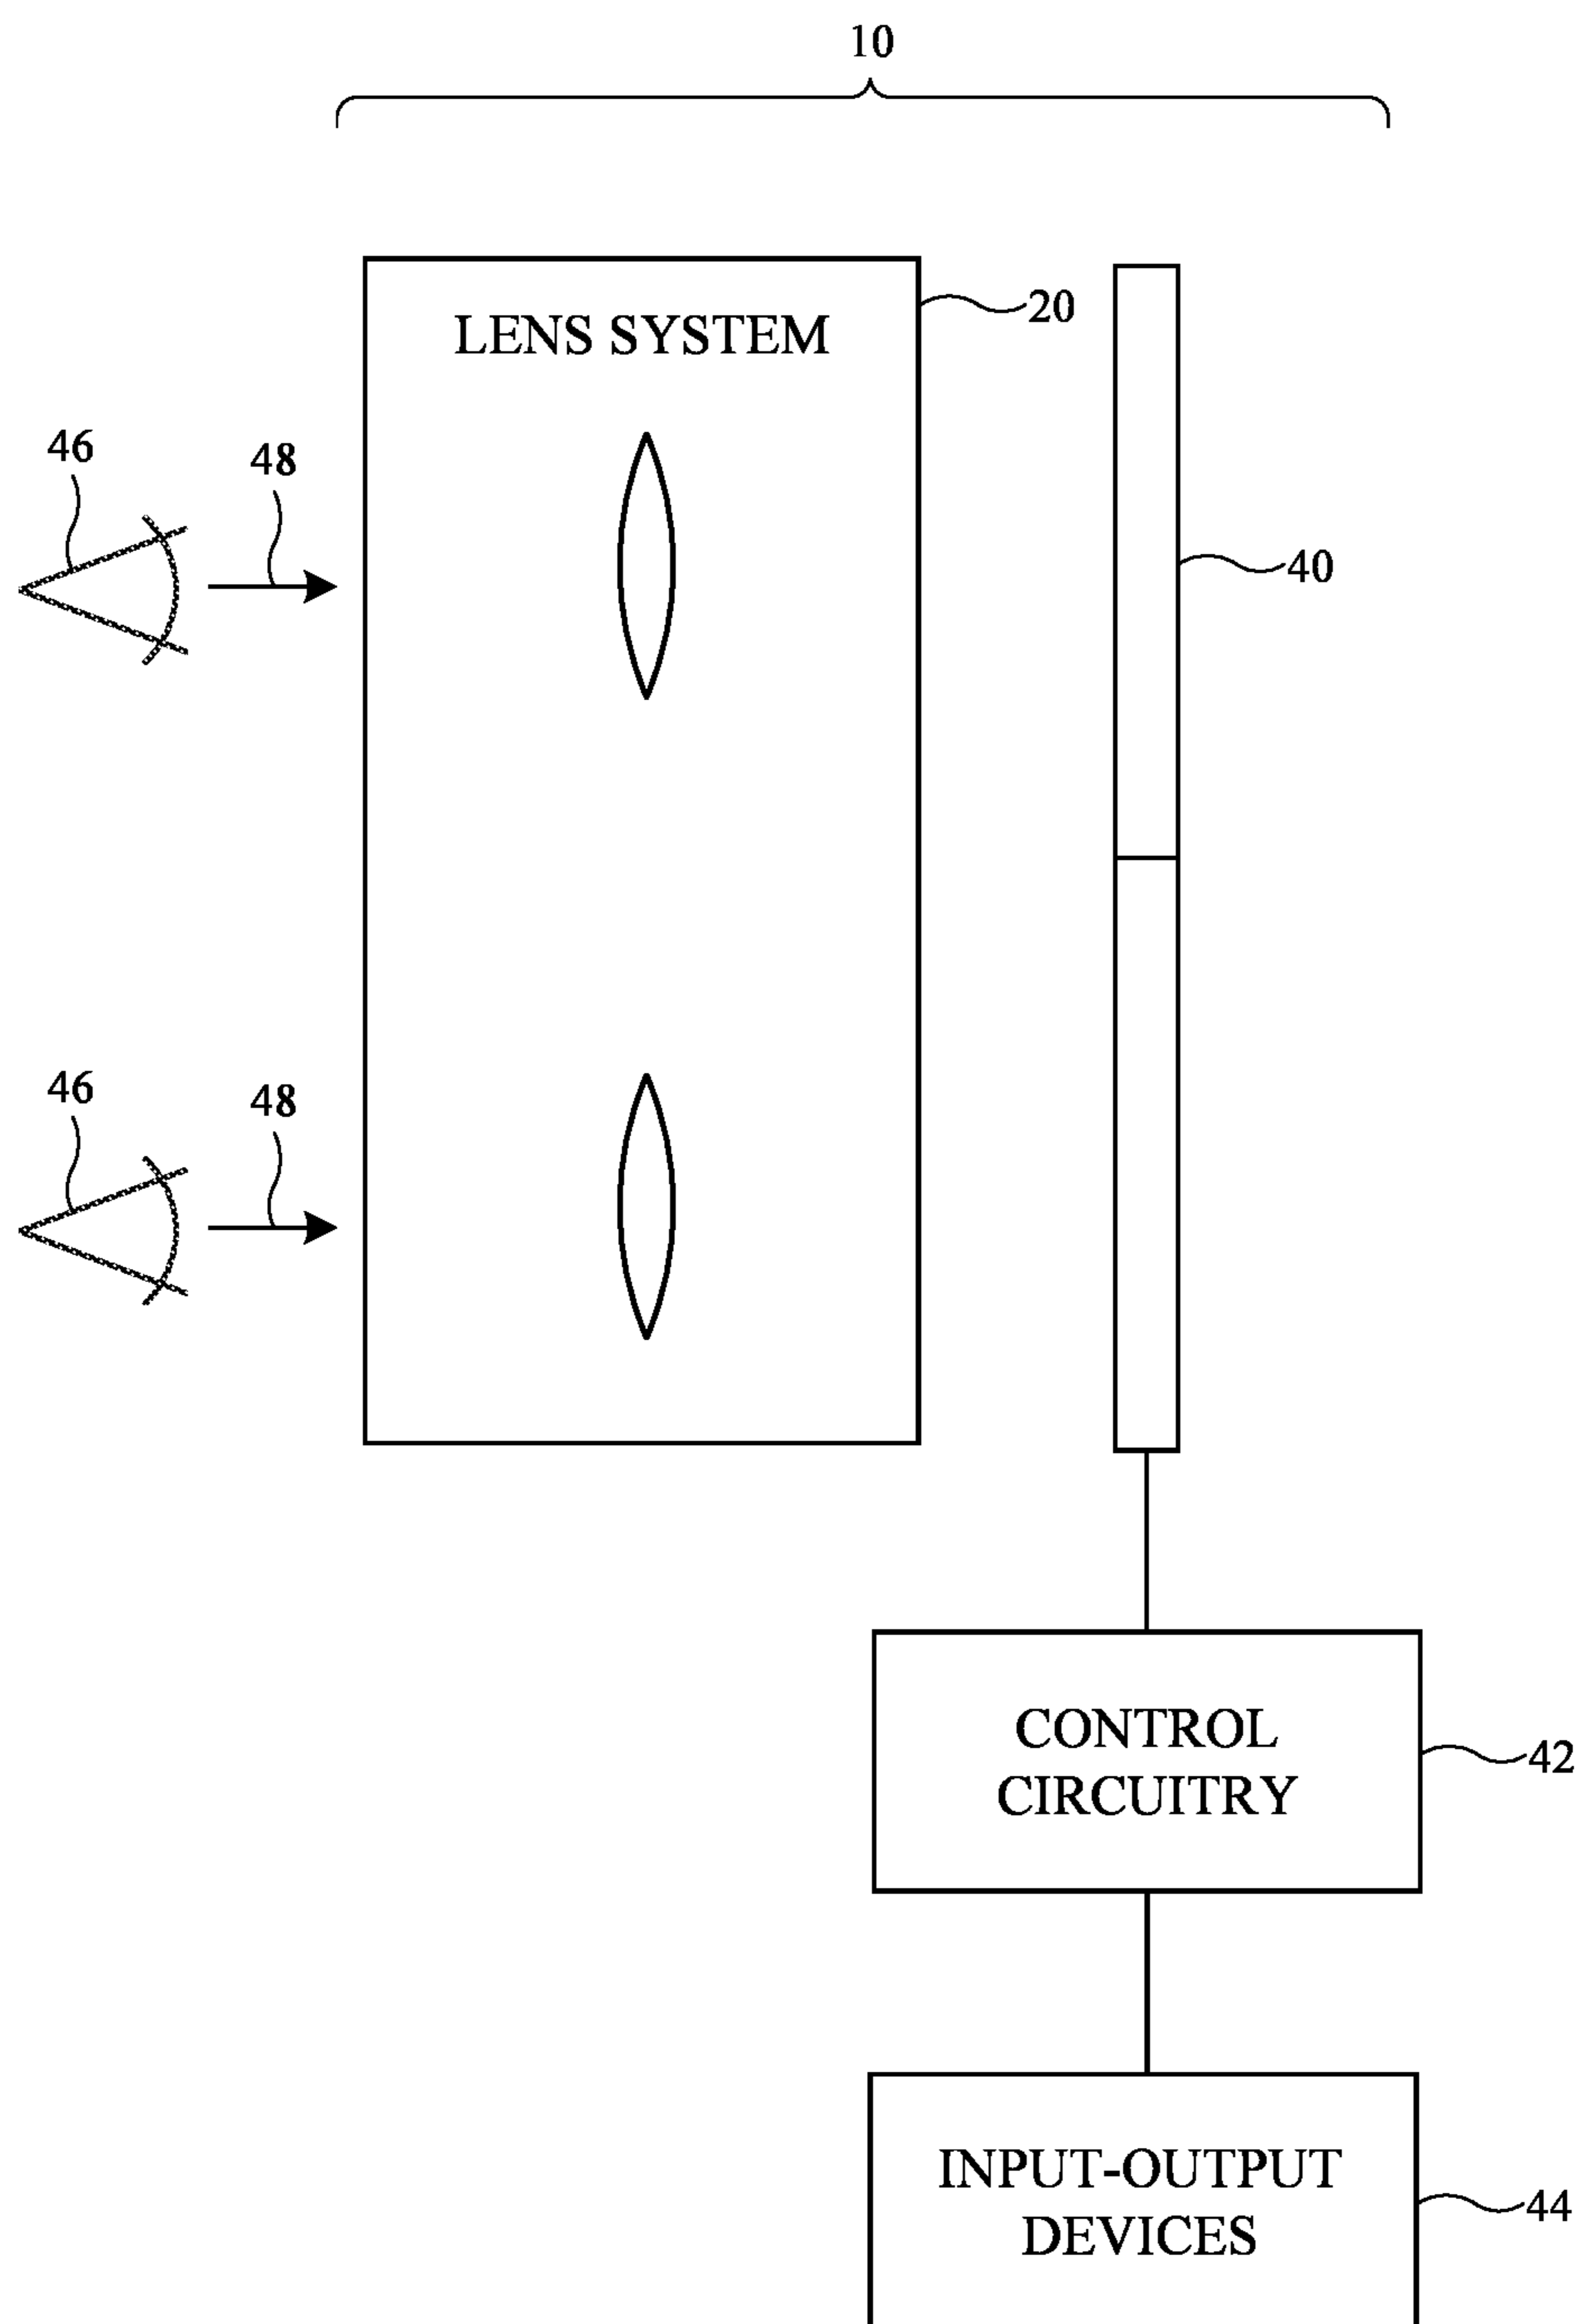 10
LENS SYSTEM
20
46
48
40
46
48
CONTROL
CIRCUITRY
42
INPUT-OUTPUT
DEVICES
44